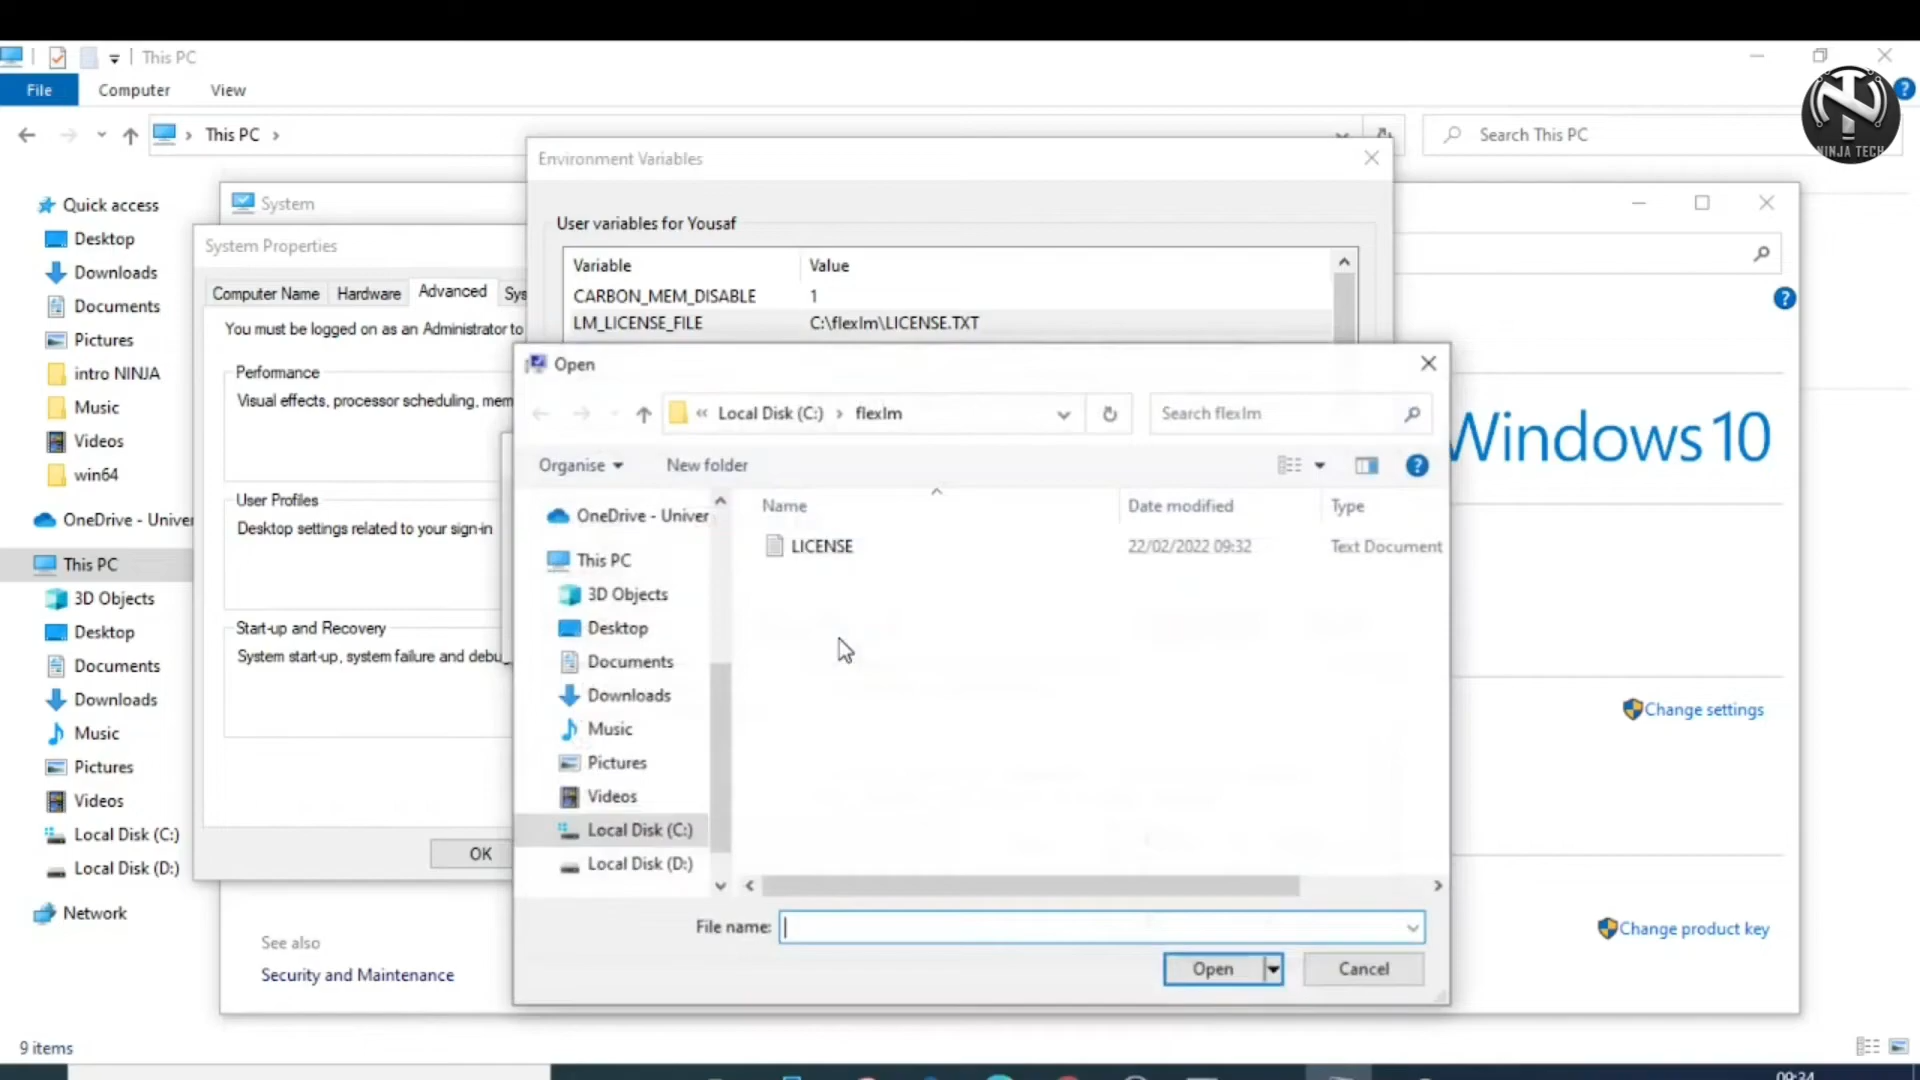 This PC
File
Computer
View
This PC
Search This PC
NINJA TECH
Quick access
Desktop
Downloads
Documents
Pictures
intro NINJA
Music
Videos
win64
OneDrive - Univer
This PC
3D Objects
Desktop
Documents
Downloads
Music
Pictures
Videos
Local Disk (C:)
Local Disk (D:)
Network
9 items
System
System Properties
Computer Name
Hardware
Advanced
Sys
You must be logged on as an Administrator to
Performance
Visual effects, processor scheduling, mem
User Profiles
Desktop settings related to your sign-in
Start-up and Recovery
System start-up, system failure and debu
OK
See also
Security and Maintenance
Environment Variables
User variables for Yousaf
Variable Value
CARBON_MEM_DISABLE 1
LM_LICENSE_FILE C:\flexlm\LICENSE.TXT
Open
« Local Disk (C:) › flexlm
Search flexlm
Organise
New folder
OneDrive - Univer
This PC
3D Objects
Desktop
Documents
Downloads
Music
Pictures
Videos
Local Disk (C:)
Local Disk (D:)
Name Date modified Type
LICENSE 22/02/2022 09:32 Text Document
File name:
Open
Cancel
Windows 10
Change settings
Change product key
09:34